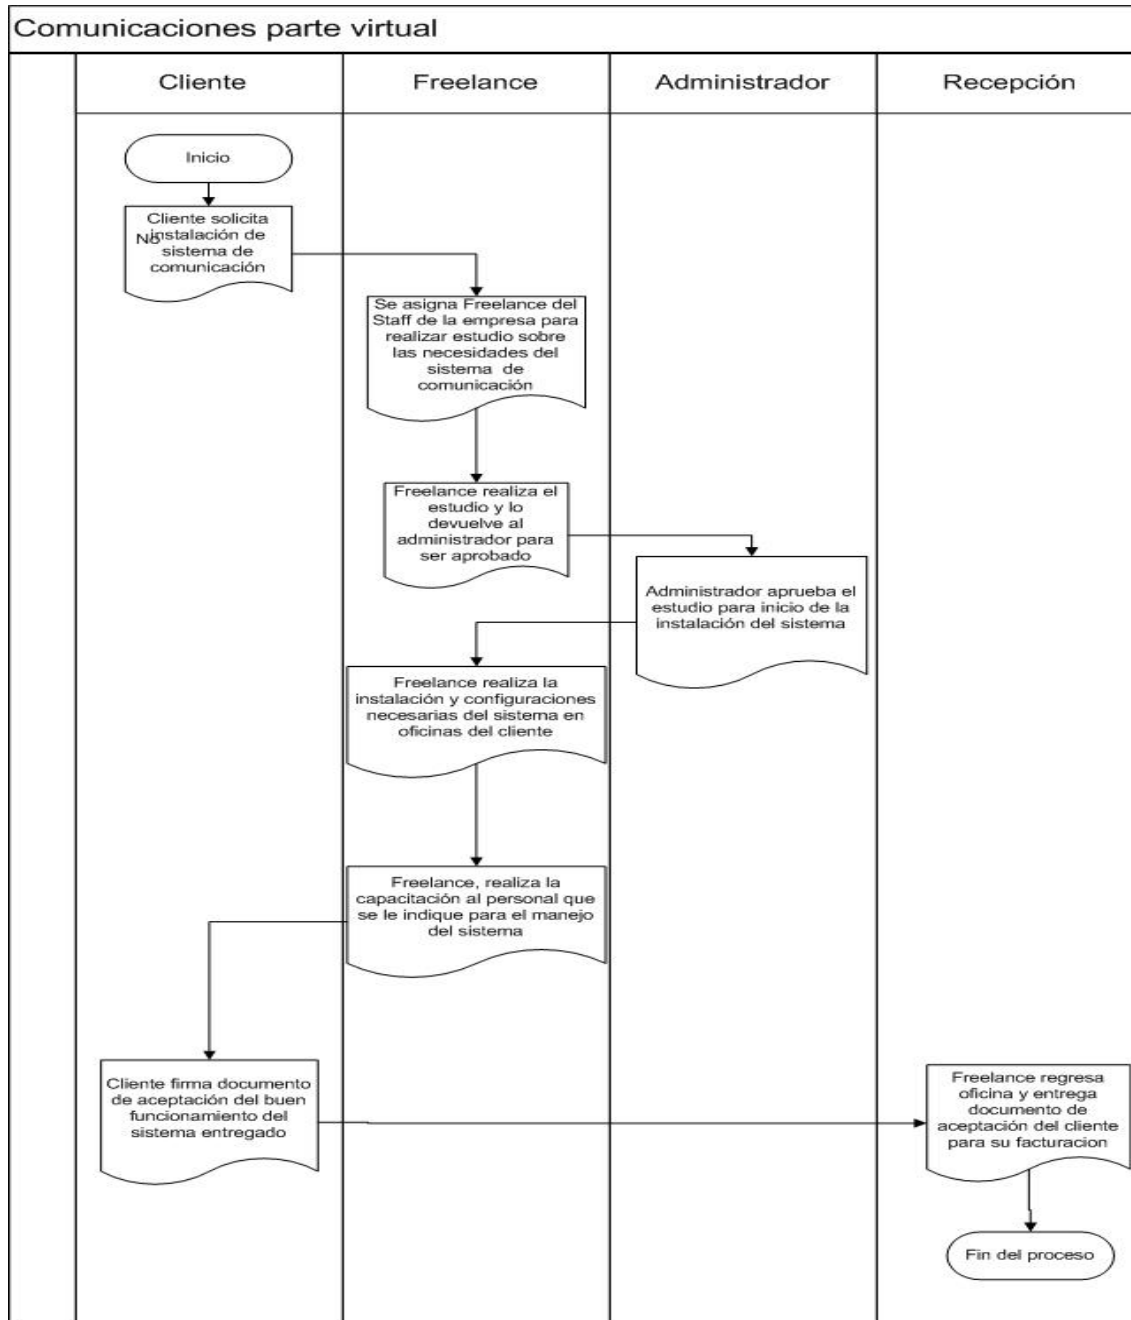 Comunicaciones parte virtual
Cliente
Freelance
Administrador
Recepción
Inicio
Cliente solicita
instalación de
No
sistema de
comunicación
Se asigna Freelance del
Staff de la empresa para
realizar estudio sobre
las necesidades del
sistema de
comunicación
Freelance realiza el
estudio y lo
devuelve al
administrador para
ser aprobado
Administrador aprueba el
estudio para inicio de la
instalación del sistema
Freelance realiza la
instalación y configuraciones
necesarias del sistema en
oficinas del cliente
Freelance, realiza la
capacitación al personal que
se le indique para el manejo
del sistema
Cliente firma documento
de aceptación del buen
funcionamiento del
sistema entregado
Freelance regresa
oficina y entrega
documento de
aceptación del cliente
para su facturacion
Fin del proceso